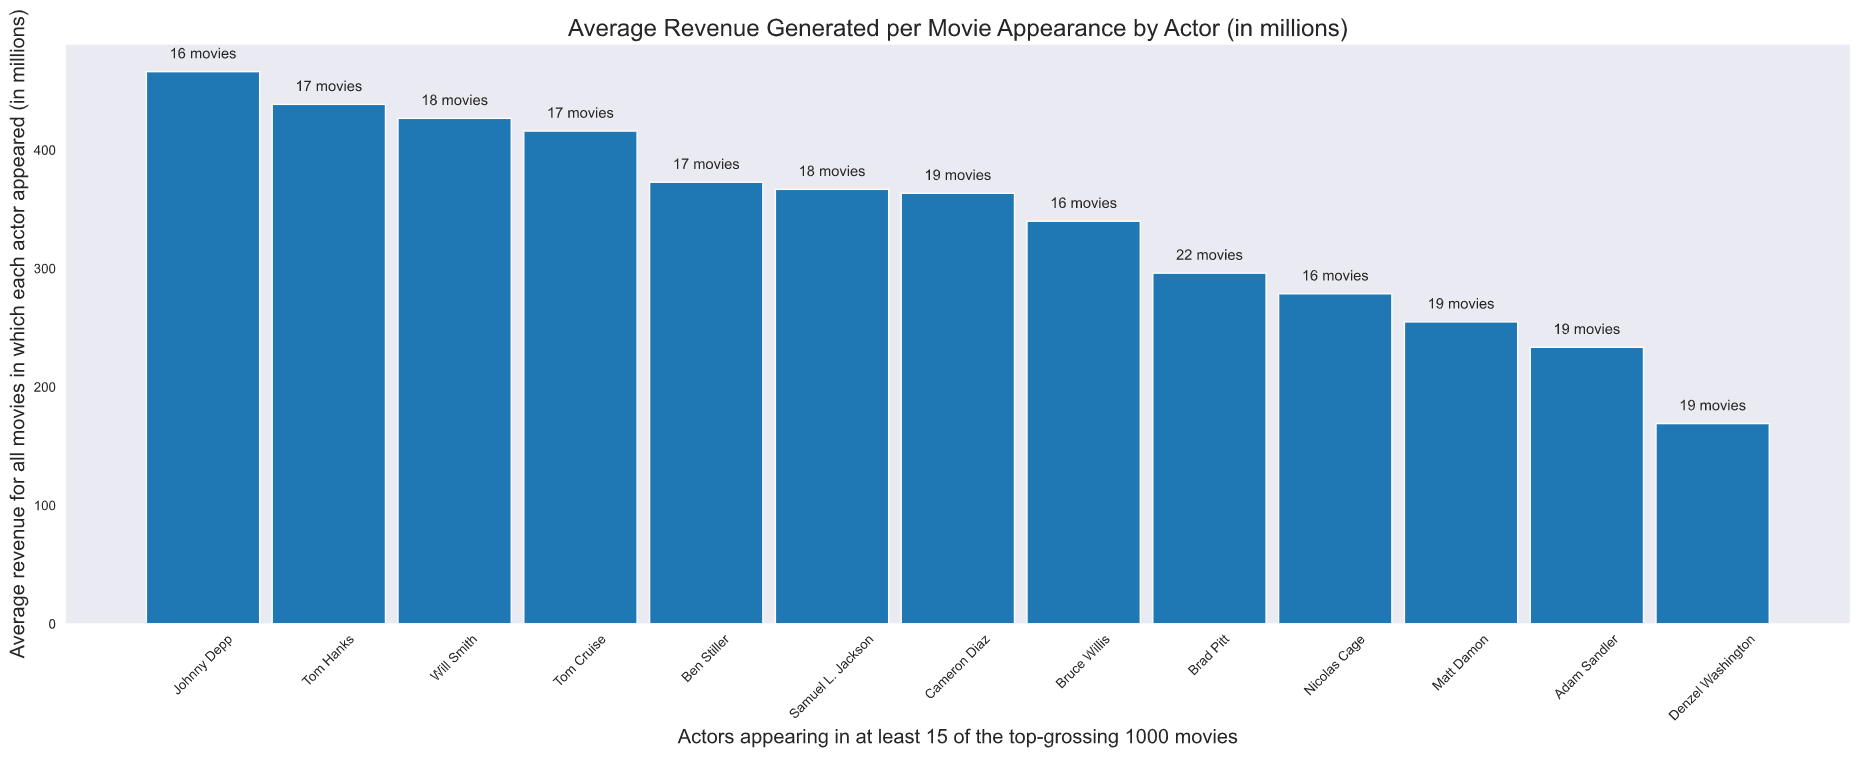 Average Revenue Generated per Movie Appearance by Actor (in millions)
Average revenue for all movies in which each actor appeared (in millions)
400
300
200
100
0
16 movies
17 movies
18 movies
17 movies
17 movies
18 movies
19 movies
16 movies
22 movies
16 movies
19 movies
19 movies
19 movies
Johnny Depp
Tom Hanks
Will Smith
Tom Cruise
Ben Stiller
Samuel L. Jackson
Cameron Diaz
Bruce Willis
Brad Pitt
Nicolas Cage
Matt Damon
Adam Sandler
Denzel Washington
Actors appearing in at least 15 of the top-grossing 1000 movies